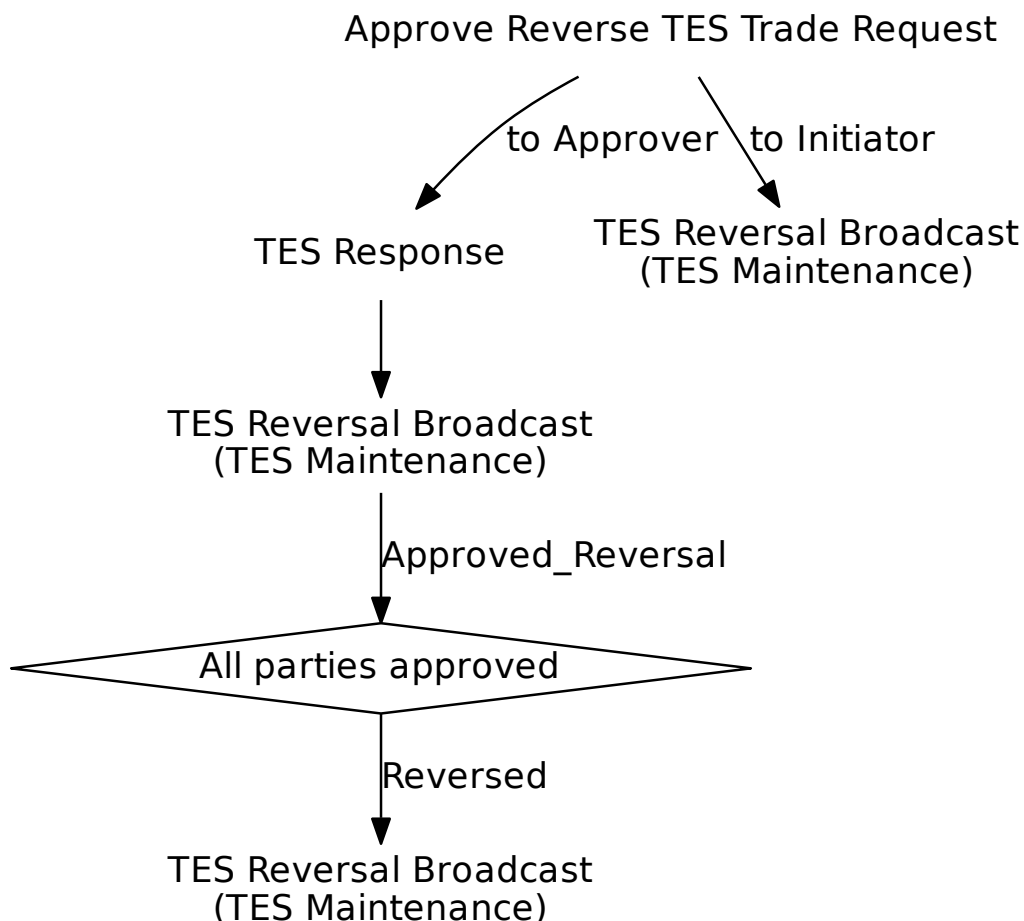 Approve Reverse TES Trade Request
to Approver
to Initiator
TES Response
TES Reversal Broadcast
(TES Maintenance)
TES Reversal Broadcast
(TES Maintenance)
Approved_Reversal
All parties approved
Reversed
TES Reversal Broadcast
(TES Maintenance)